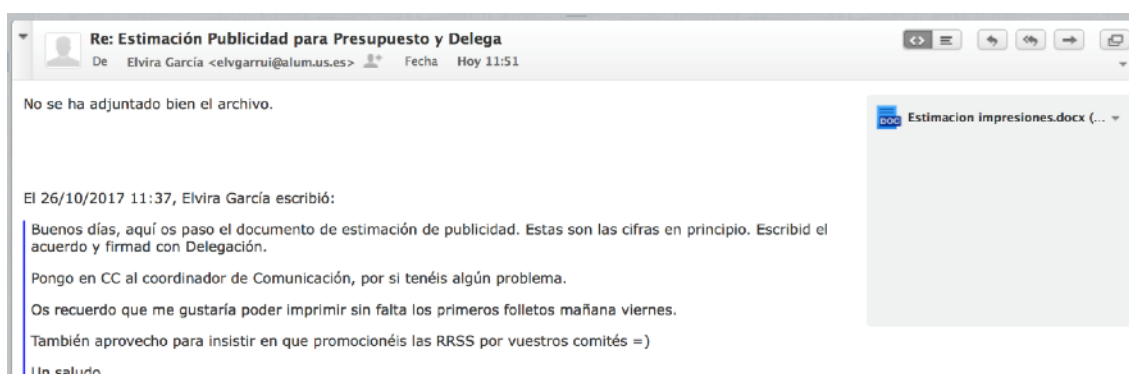 Re: Estimación Publicidad para Presupuesto y Delega
De Elvira García <elvgarrui@alum.us.es> Fecha Hoy 11:51
No se ha adjuntado bien el archivo.
DOC Estimacion impresiones.docx (...
El 26/10/2017 11:37, Elvira García escribió:
Buenos días, aquí os paso el documento de estimación de publicidad. Estas son las cifras en principio. Escribid el
acuerdo y firmad con Delegación.
Pongo en CC al coordinador de Comunicación, por si tenéis algún problema.
Os recuerdo que me gustaría poder imprimir sin falta los primeros folletos mañana viernes.
También aprovecho para insistir en que promocionéis las RRSS por vuestros comités =)
Un saludo